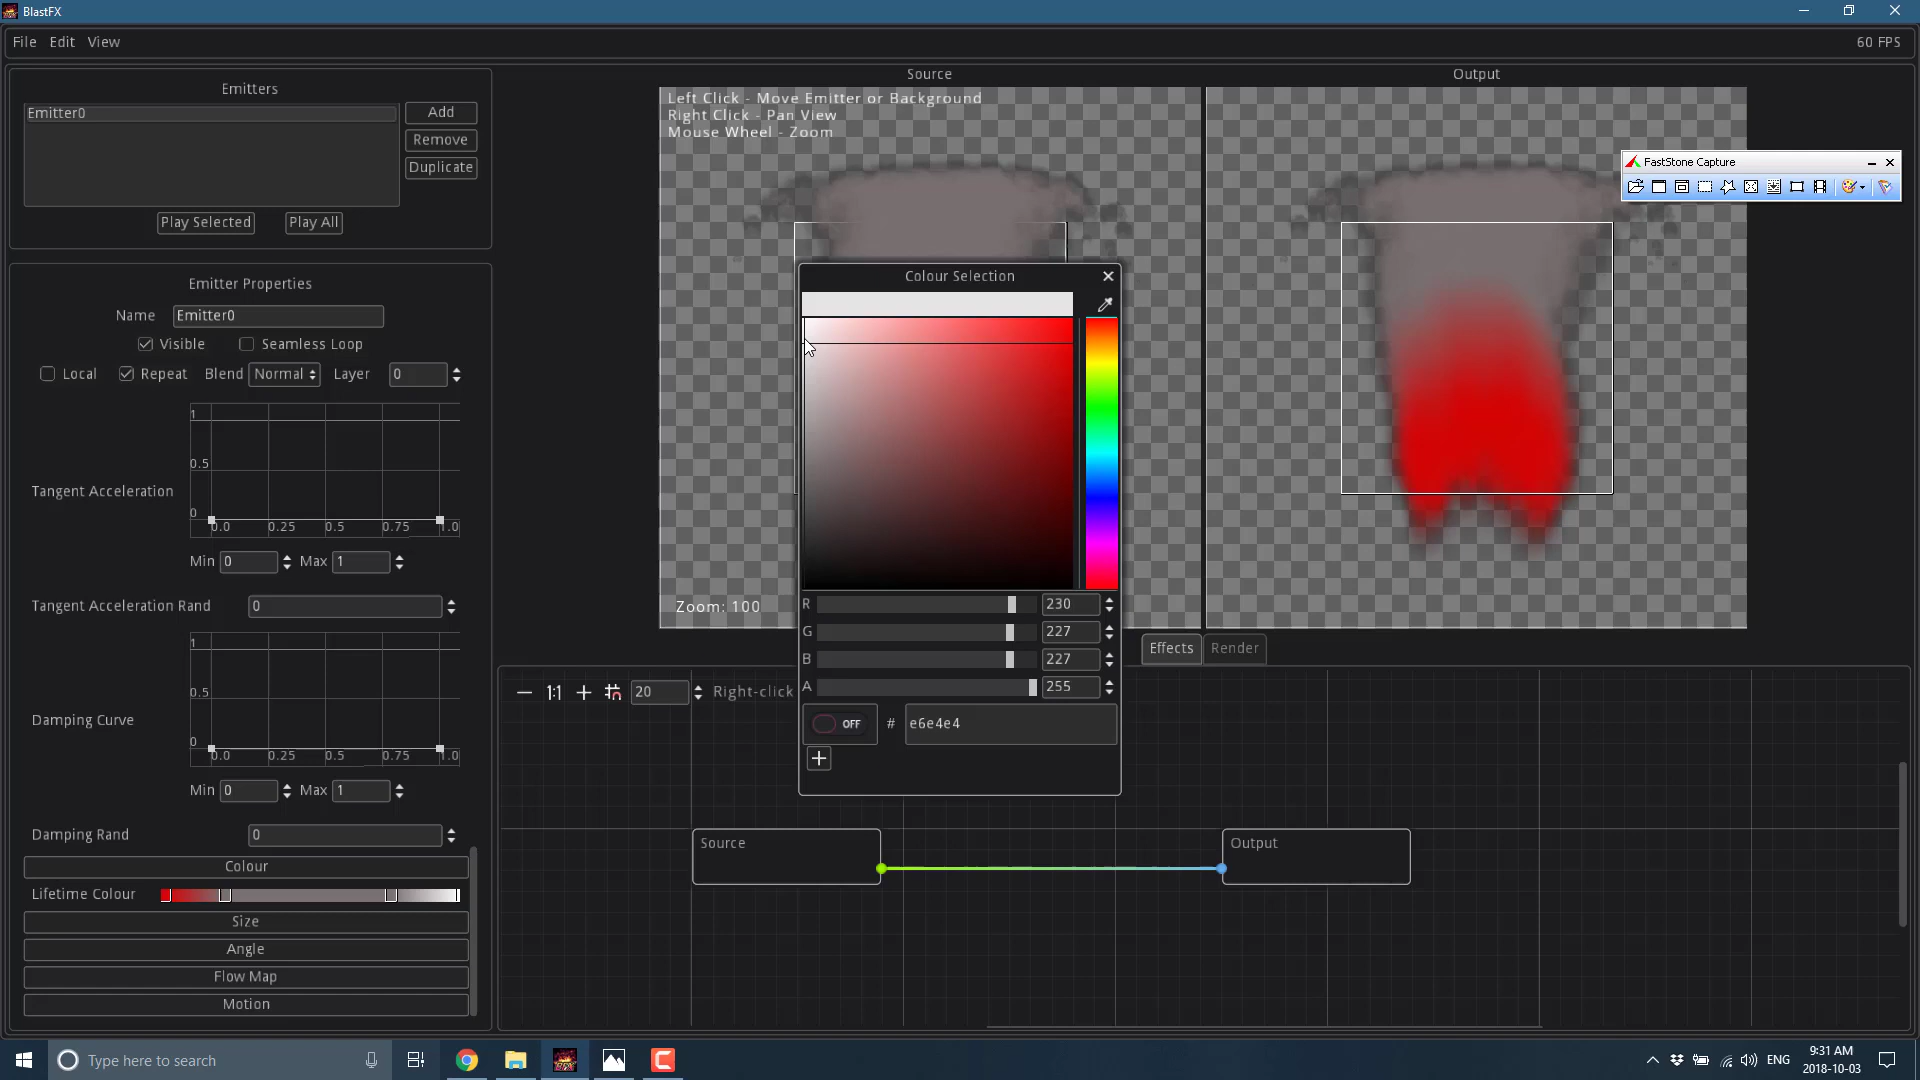 BlastFX
File Edit View
60 FPS
Emitters
Emitter0
Add
Remove
Duplicate
Play Selected
Play All
Emitter Properties
Name
Emitter0
Visible
Seamless Loop
Local
Repeat
Blend
Normal
Layer
0
Tangent Acceleration
1
0.5
0
0.0 0.25 0.5 0.75 1.0
Min 0 Max 1
Tangent Acceleration Rand 0
Damping Curve
1
0.5
0
0.0 0.25 0.5 0.75 1.0
Min 0 Max 1
Damping Rand 0
Colour
Lifetime Colour
Size
Angle
Flow Map
Motion
Source
Left Click - Move Emitter or Background
Right Click - Pan View
Mouse Wheel - Zoom
Zoom: 100
Output
FastStone Capture
Colour Selection
R 230
G 227
B 227
A 255
OFF # e6e4e4
Effects
Render
1:1
20
Right-click
Source
Output
Type here to search
ENG
9:31 AM
2018-10-03